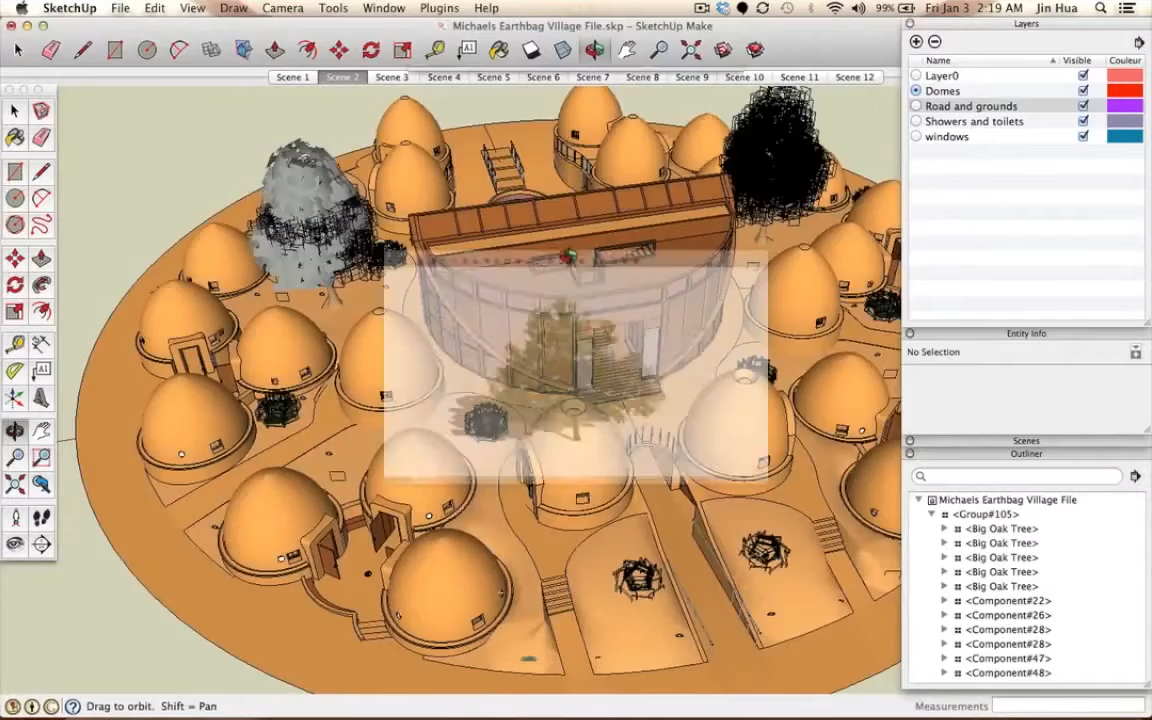 SketchUp File Edit View Draw Camera Tools Window Plugins Help 99% Fri Jan 3 2:19 AM Jin Hua
Michaels Earthbag Village File.skp – SketchUp Make
Scene 1 Scene 2 Scene 3 Scene 4 Scene 5 Scene 6 Scene 7 Scene 8 Scene 9 Scene 10 Scene 11 Scene 12
Layers
Name Visible Couleur
Layer0
Domes
Road and grounds
Showers and toilets
windows
Entity Info
No Selection
Scenes
Outliner
Michaels Earthbag Village File
<Group#105>
<Big Oak Tree>
<Big Oak Tree>
<Big Oak Tree>
<Big Oak Tree>
<Big Oak Tree>
<Component#22>
<Component#26>
<Component#28>
<Component#28>
<Component#47>
<Component#48>
Drag to orbit. Shift = Pan
Measurements